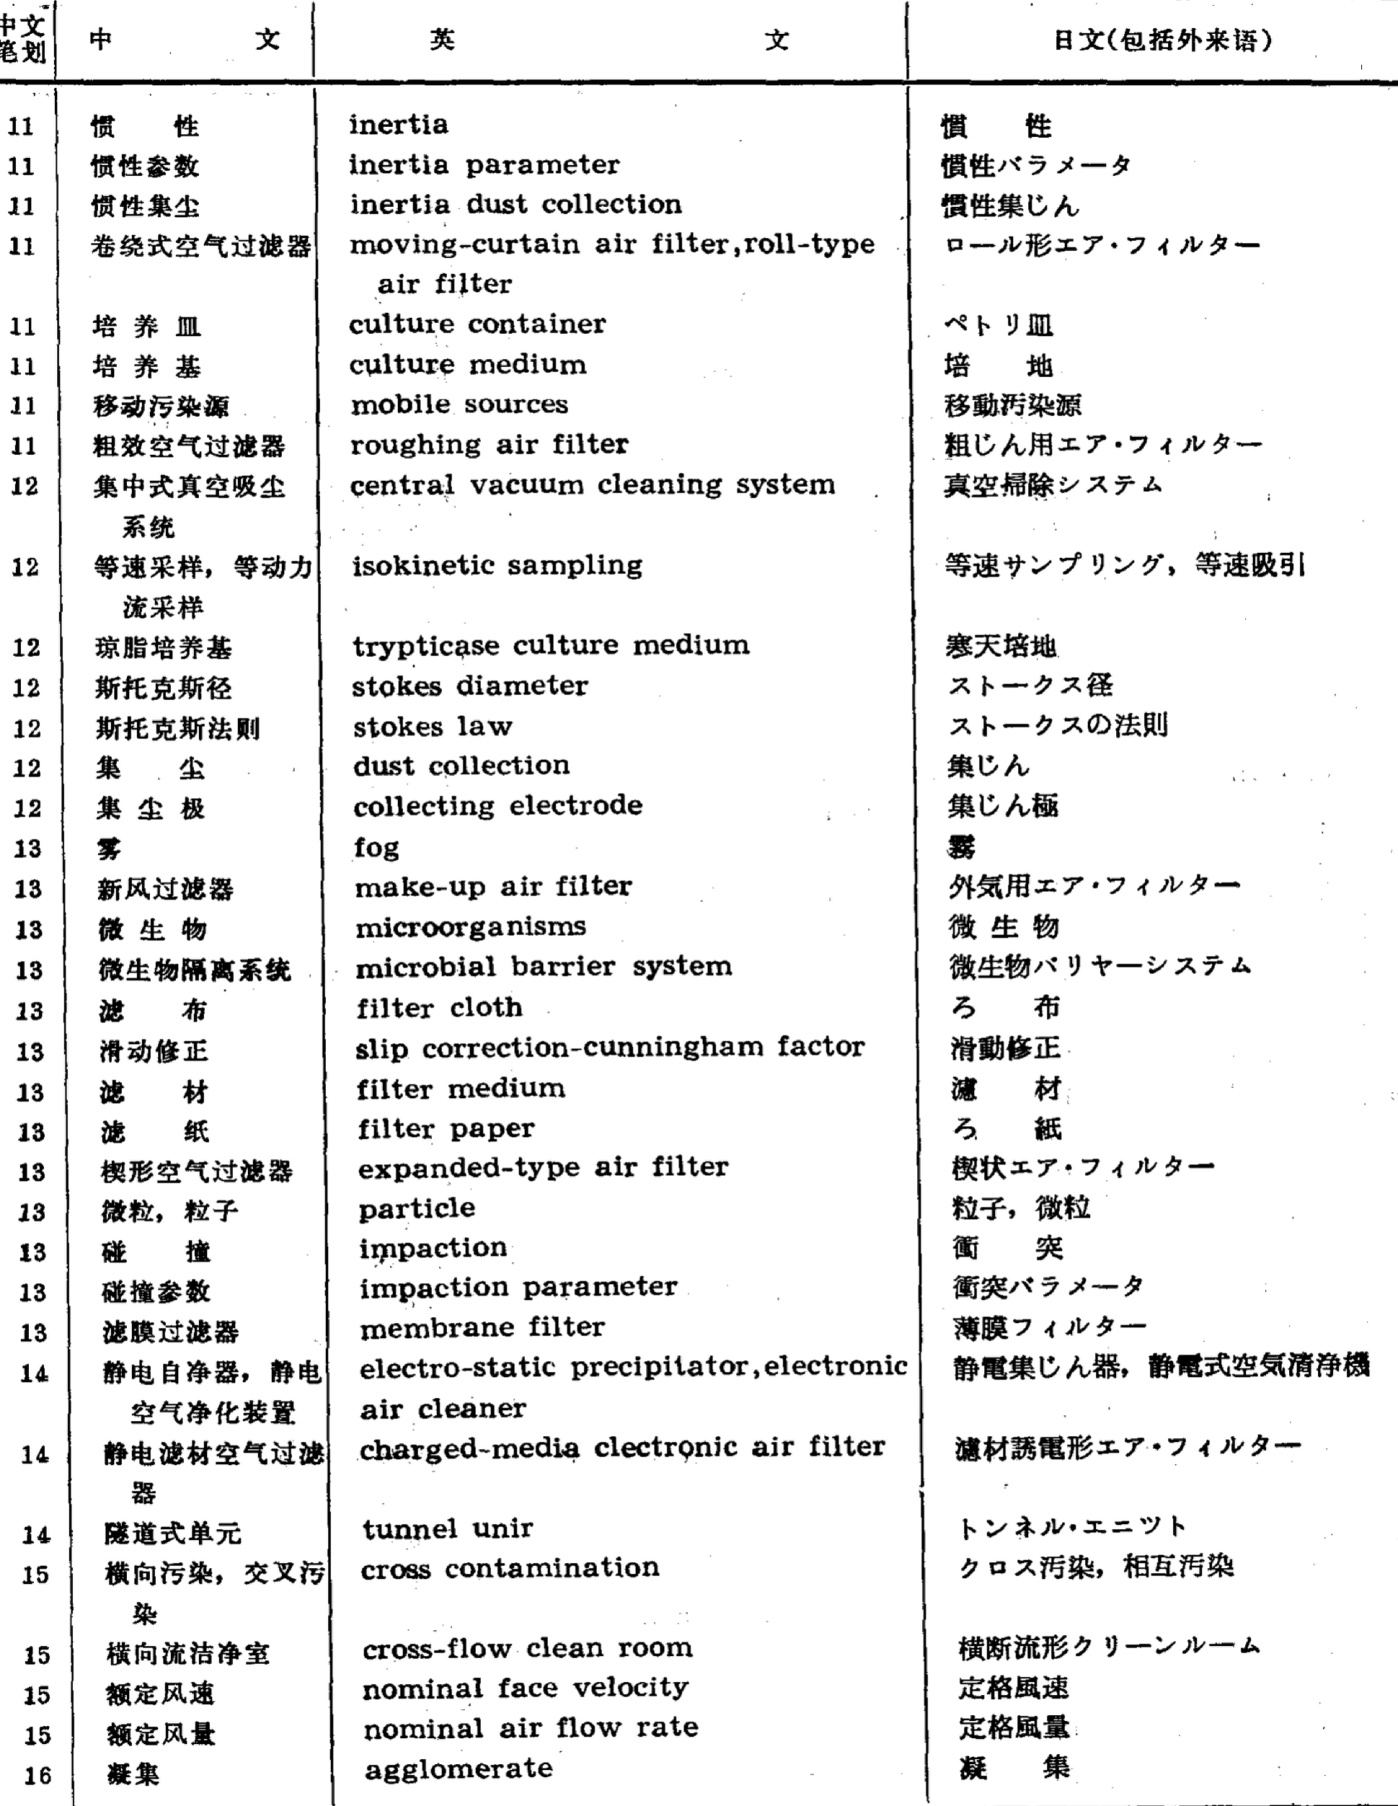 中文笔划 中文 英文 日文(包括外来语)
11 惯性 inertia 慣性
11 惯性参数 inertia parameter 慣性パラメータ
11 惯性集尘 inertia dust collection 慣性集じん
11 卷绕式空气过滤器 moving-curtain air filter,roll-type ロール形エア·フィルター
air filter
11 培养皿 culture container ペトリ皿
11 培养基 culture medium 培地
11 移动污染源 mobile sources 移動汚染源
11 粗效空气过滤器 roughing air filter 粗じん用エア·フィルター
12 集中式真空吸尘 central vacuum cleaning system 真空掃除システム
系统
12 等速采样，等动力 isokinetic sampling 等速サンプリング，等速吸引
流采样
12 琼脂培养基 trypticase culture medium 寒天培地
12 斯托克斯径 stokes diameter ストークス径
12 斯托克斯法则 stokes law ストークスの法則
12 集尘 dust collection 集じん
12 集尘极 collecting electrode 集じん極
13 雾 fog 霧
13 新风过滤器 make-up air filter 外気用エア·フィルター
13 微生物 microorganisms 微生物
13 微生物隔离系统 microbial barrier system 微生物バリヤーシステム
13 滤布 filter cloth ろ布
13 滑动修正 slip correction-cunningham factor 滑動修正
13 滤材 filter medium 濾材
13 滤纸 filter paper ろ紙
13 楔形空气过滤器 expanded-type air filter 楔状エア·フィルター
13 微粒，粒子 particle 粒子，微粒
13 碰撞 impaction 衝突
13 碰撞参数 impaction parameter 衝突パラメータ
13 滤膜过滤器 membrane filter 薄膜フィルター
14 静电自净器，静电 electro-static precipitator,electronic 静電集じん器，静電式空気清浄機
空气净化装置 air cleaner
14 静电滤材空气过滤 charged-media clectronic air filter 濾材誘電形エア·フィルター
器
14 隧道式单元 tunnel unir トンネル·エニツト
15 横向污染，交叉污 cross contamination クロス汚染，相互汚染
染
15 横向流洁净室 cross-flow clean room 横断流形クリーンルーム
15 额定风速 nominal face velocity 定格風速
15 额定风量 nominal air flow rate 定格風量
16 凝集 agglomerate 凝集